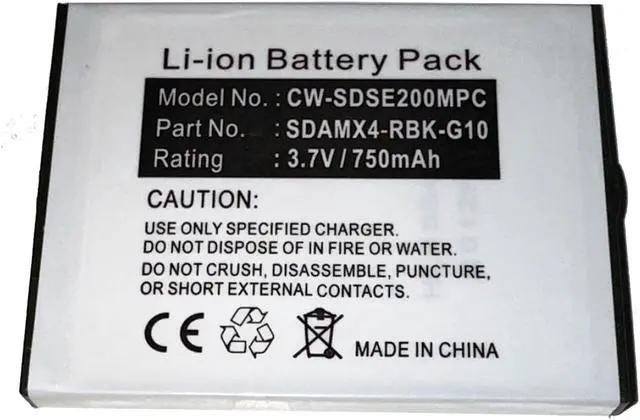 Li-ion Battery Pack
Model No. : CW-SDSE200MPC
Part No. : SDAMX4-RBK-G10
Rating : 3.7V / 750mAh
CAUTION:
USE ONLY SPECIFIED CHARGER.
DO NOT DISPOSE OF IN FIRE OR WATER.
DO NOT CRUSH, DISASSEMBLE, PUNCTURE,
OR SHORT EXTERNAL CONTACTS.
CE
MADE IN CHINA